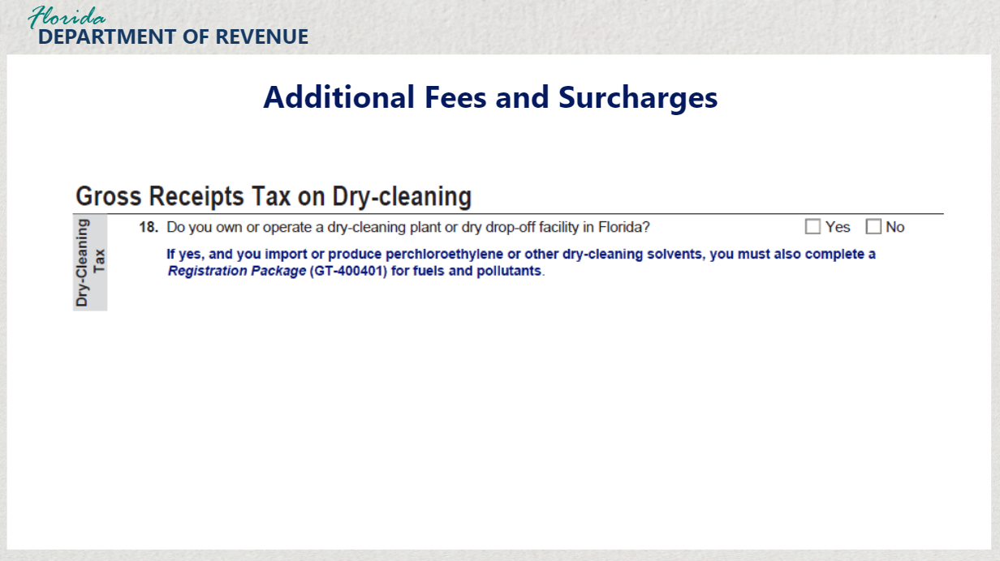 Florida
DEPARTMENT OF REVENUE
Additional Fees and Surcharges
Gross Receipts Tax on Dry-cleaning
Dry-Cleaning
Tax
18. Do you own or operate a dry-cleaning plant or dry drop-off facility in Florida? Yes No
If yes, and you import or produce perchloroethylene or other dry-cleaning solvents, you must also complete a
Registration Package (GT-400401) for fuels and pollutants.